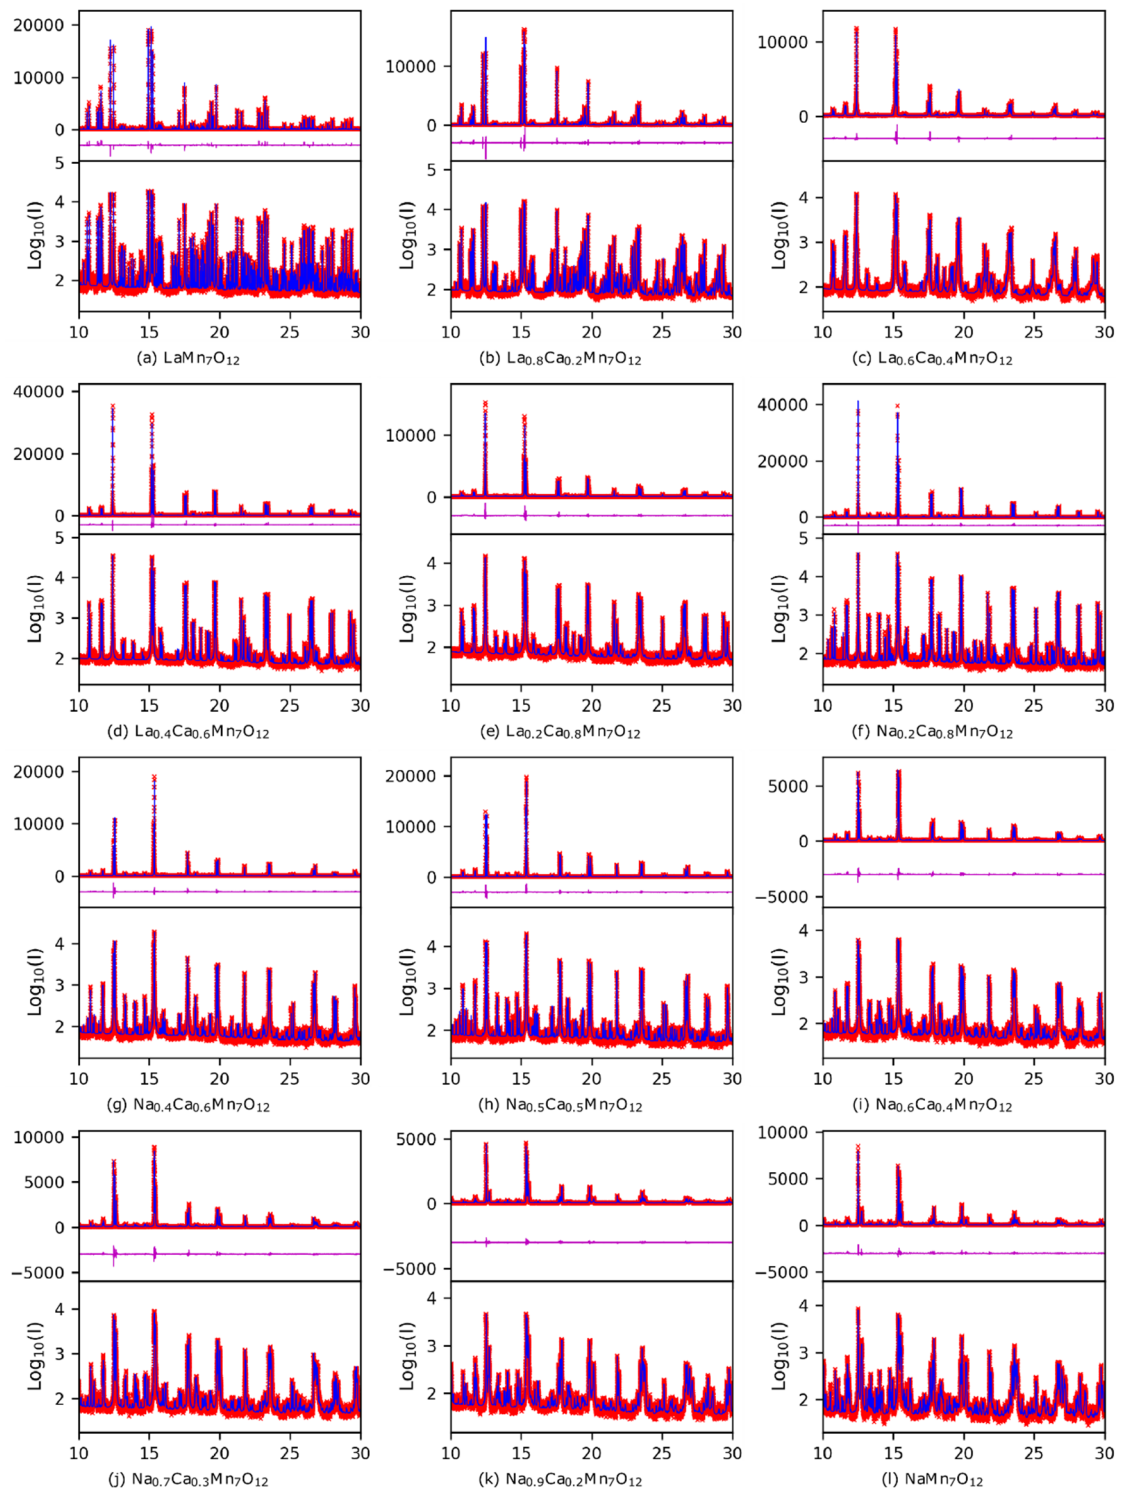 20000
10000
0
5
4
3
2
Log₁₀(I)
10 15 20 25 30
(a) LaMn₇O₁₂
10000
0
5
4
3
2
Log₁₀(I)
10 15 20 25 30
(b) La₀.₈Ca₀.₂Mn₇O₁₂
10000
0
4
3
2
Log₁₀(I)
10 15 20 25 30
(c) La₀.₆Ca₀.₄Mn₇O₁₂
40000
20000
0
5
4
3
2
Log₁₀(I)
10 15 20 25 30
(d) La₀.₄Ca₀.₆Mn₇O₁₂
10000
0
4
3
2
Log₁₀(I)
10 15 20 25 30
(e) La₀.₂Ca₀.₈Mn₇O₁₂
40000
20000
0
5
4
3
2
Log₁₀(I)
10 15 20 25 30
(f) Na₀.₂Ca₀.₈Mn₇O₁₂
20000
10000
0
4
3
2
Log₁₀(I)
10 15 20 25 30
(g) Na₀.₄Ca₀.₆Mn₇O₁₂
20000
10000
0
4
3
2
Log₁₀(I)
10 15 20 25 30
(h) Na₀.₅Ca₀.₅Mn₇O₁₂
5000
0
−5000
4
3
2
Log₁₀(I)
10 15 20 25 30
(i) Na₀.₆Ca₀.₄Mn₇O₁₂
10000
5000
0
−5000
4
3
2
Log₁₀(I)
10 15 20 25 30
(j) Na₀.₇Ca₀.₃Mn₇O₁₂
5000
0
−5000
4
3
2
Log₁₀(I)
10 15 20 25 30
(k) Na₀.₉Ca₀.₂Mn₇O₁₂
10000
5000
0
−5000
4
3
2
Log₁₀(I)
10 15 20 25 30
(l) NaMn₇O₁₂